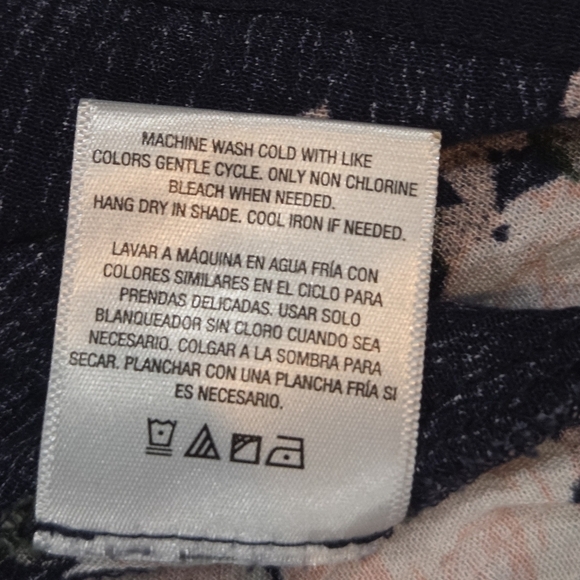 MACHINE WASH COLD WITH LIKE
COLORS GENTLE CYCLE. ONLY NON CHLORINE
BLEACH WHEN NEEDED.
HANG DRY IN SHADE. COOL IRON IF NEEDED.
LAVAR A MÁQUINA EN AGUA FRÍA CON
COLORES SIMILARES EN EL CICLO PARA
PRENDAS DELICADAS. USAR SOLO
BLANQUEADOR SIN CLORO CUANDO SEA
NECESARIO. COLGAR A LA SOMBRA PARA
SECAR. PLANCHAR CON UNA PLANCHA FRÍA SI
ES NECESARIO.